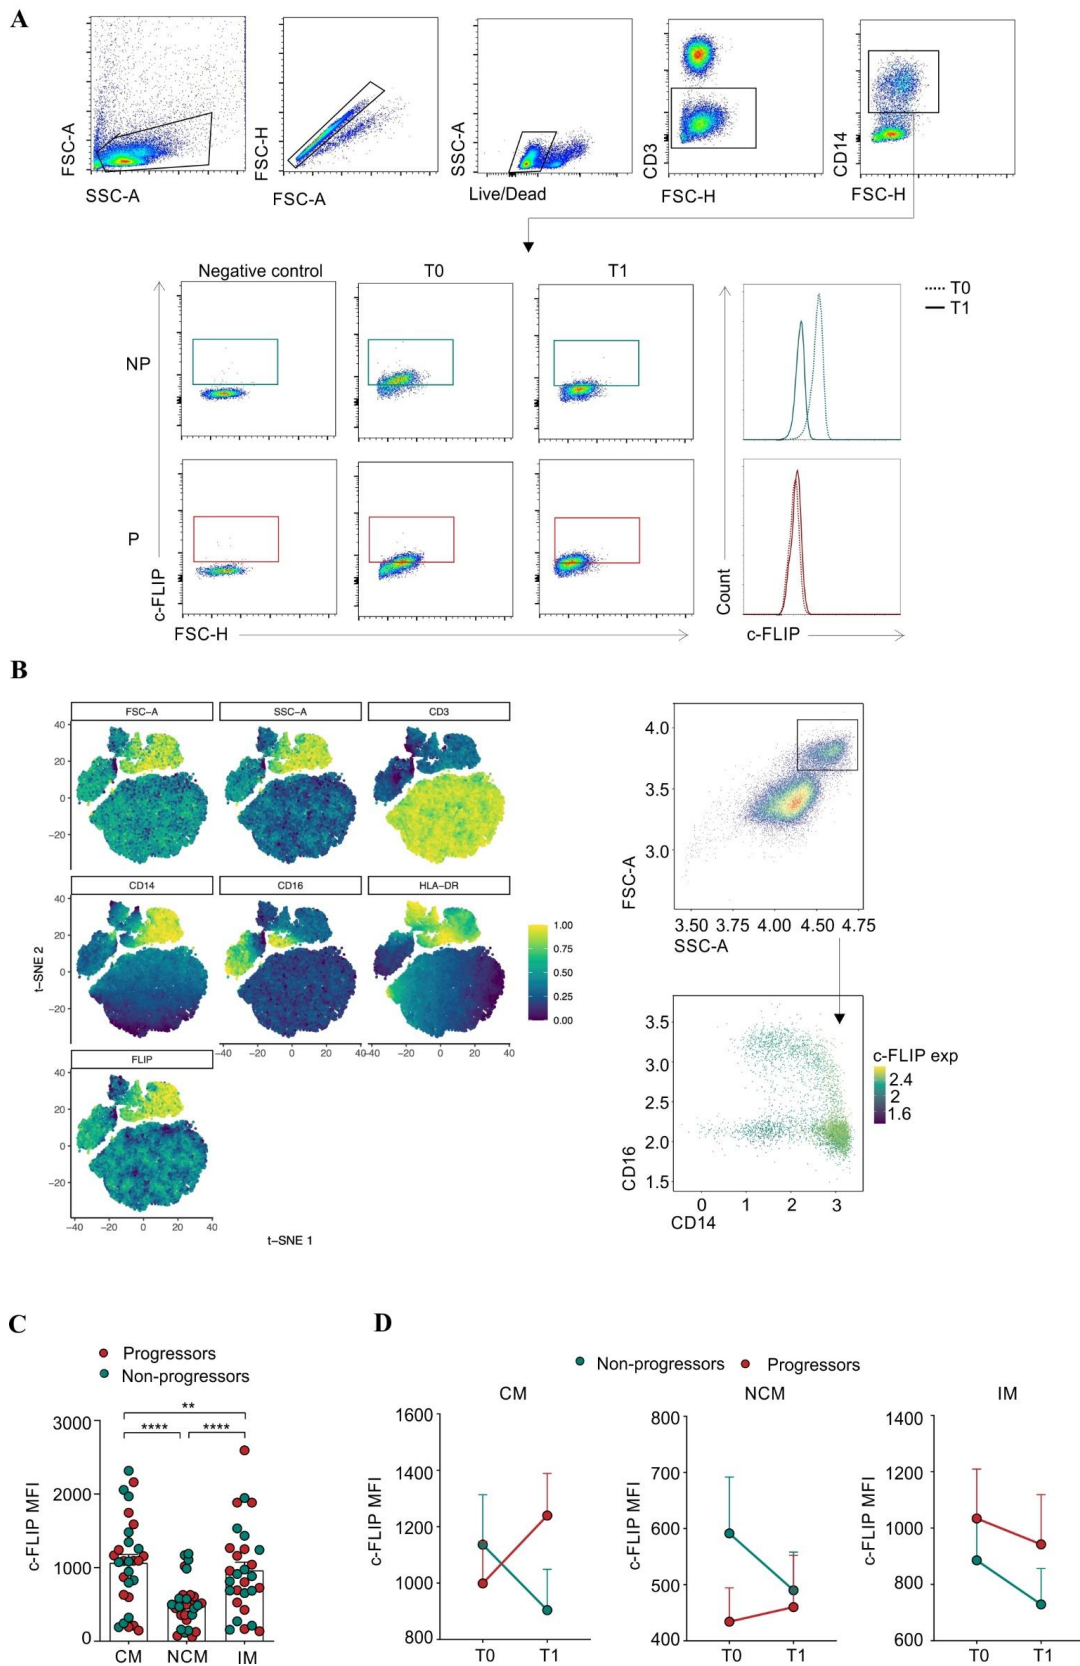 A
FSC-A
SSC-A
FSC-H
FSC-A
SSC-A
Live/Dead
CD3
FSC-H
CD14
FSC-H
Negative control
T0
T1
T0
T1
NP
P
c-FLIP
FSC-H
Count
c-FLIP
B
FSC-A
SSC-A
CD3
40
20
0
−20
CD14
CD16
HLA-DR
40
20
0
−20
t-SNE 2
1.00
0.75
0.50
0.25
0.00
FLIP
−40 −20 0 20 40
−40 −20 0 20 40
40
20
0
−20
−40 −20 0 20 40
t-SNE 1
4.0
3.5
3.0
FSC-A
3.50 3.75 4.00 4.50 4.75
SSC-A
3.5
3.0
2.5
2.0
1.5
CD16
0 1 2 3
CD14
c-FLIP exp
2.4
2
1.6
C
Progressors
Non-progressors
**
**** ****
3000
2000
1000
0
c-FLIP MFI
CM NCM IM
D
Non-progressors Progressors
CM
1600
1400
1200
1000
800
c-FLIP MFI
T0 T1
NCM
800
700
600
500
400
c-FLIP MFI
T0 T1
IM
1400
1200
1000
800
600
c-FLIP MFI
T0 T1